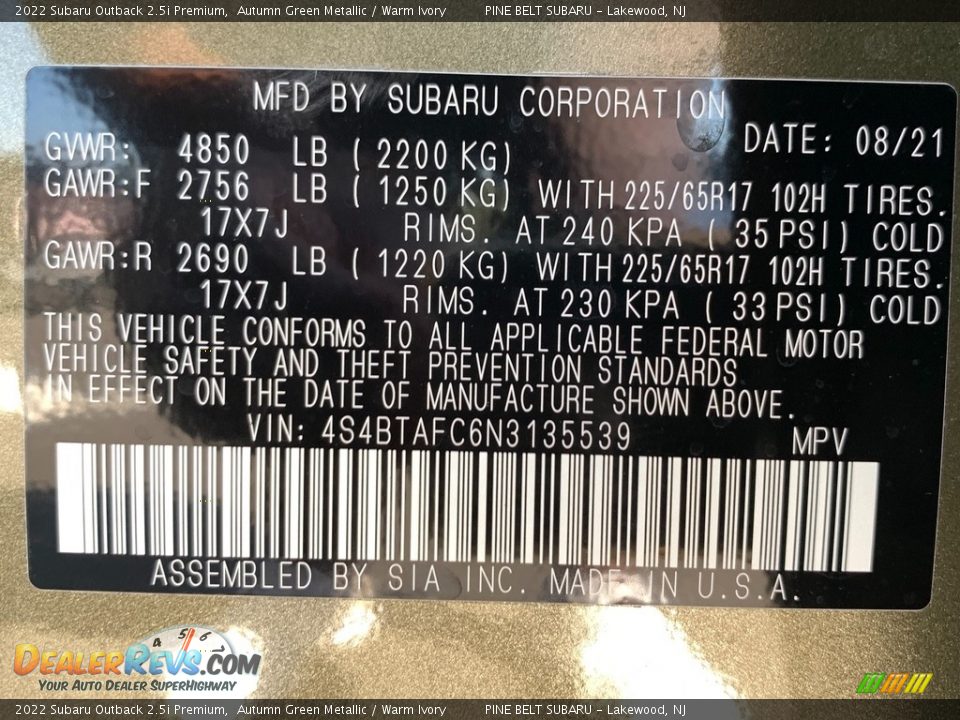 2022 Subaru Outback 2.5i Premium, Autumn Green Metallic / Warm Ivory PINE BELT SUBARU - Lakewood, NJ
MFD BY SUBARU CORPORATION
GVWR: 4850 LB ( 2200 KG) DATE: 08/21
GAWR:F 2756 LB ( 1250 KG) WITH 225/65R17 102H TIRES.
17X7J RIMS. AT 240 KPA ( 35 PSI) COLD
GAWR:R 2690 LB ( 1220 KG) WITH 225/65R17 102H TIRES.
17X7J RIMS. AT 230 KPA ( 33 PSI) COLD
THIS VEHICLE CONFORMS TO ALL APPLICABLE FEDERAL MOTOR
VEHICLE SAFETY AND THEFT PREVENTION STANDARDS
IN EFFECT ON THE DATE OF MANUFACTURE SHOWN ABOVE.
VIN: 4S4BTAFC6N3135539 MPV
ASSEMBLED BY SIA INC. MADE IN U.S.A.
4 5 6
DEALERREVS.COM
YOUR AUTO DEALER SUPERHIGHWAY
2022 Subaru Outback 2.5i Premium, Autumn Green Metallic / Warm Ivory PINE BELT SUBARU - Lakewood, NJ